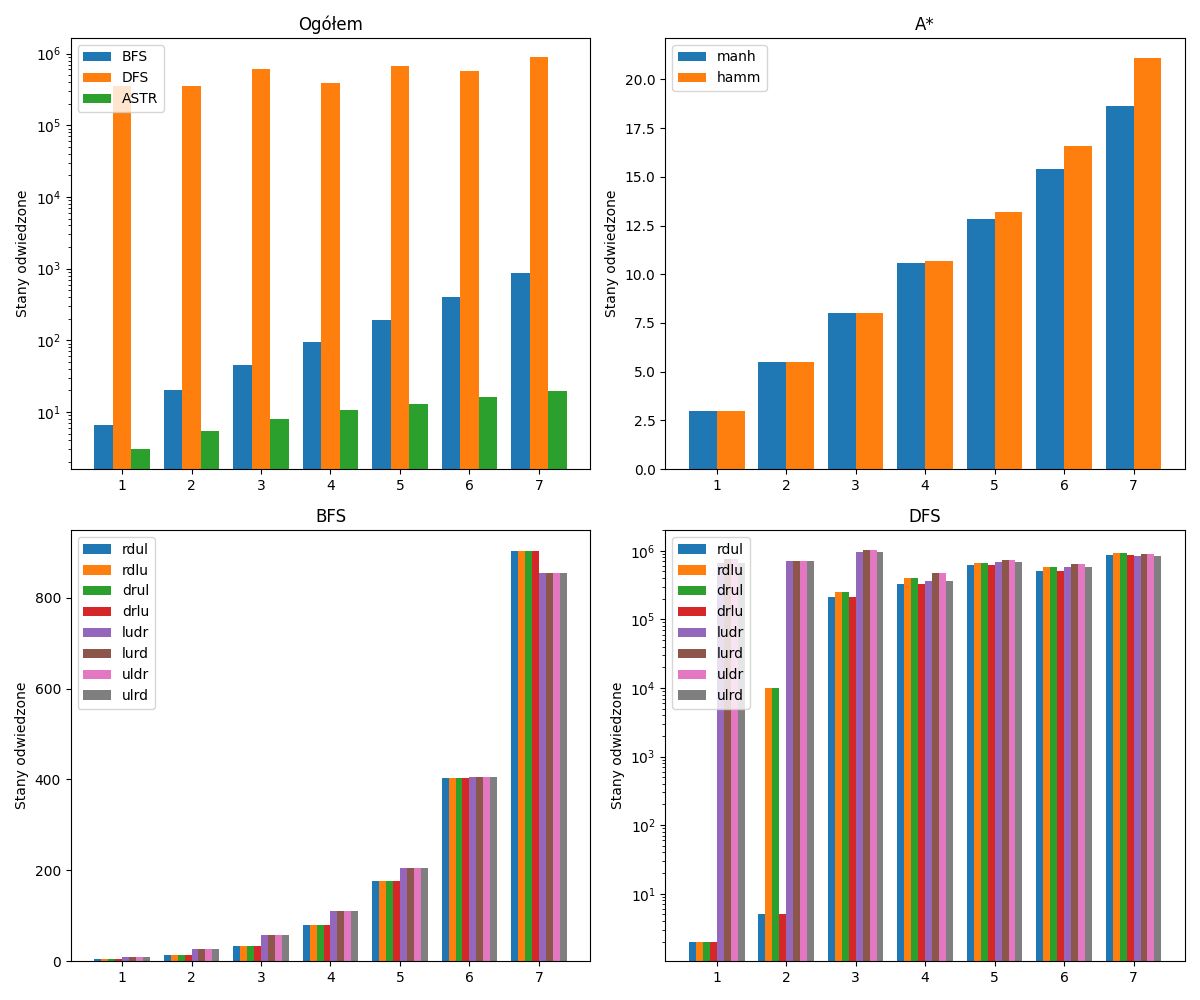 Ogółem
BFS
DFS
ASTR
Stany odwiedzone
10^6
10^5
10^4
10^3
10^2
10^1
1 2 3 4 5 6 7
A*
manh
hamm
Stany odwiedzone
20.0
17.5
15.0
12.5
10.0
7.5
5.0
2.5
0.0
1 2 3 4 5 6 7
BFS
rdul
rdlu
drul
drlu
ludr
lurd
uldr
ulrd
Stany odwiedzone
800
600
400
200
0
1 2 3 4 5 6 7
DFS
rdul
rdlu
drul
drlu
ludr
lurd
uldr
ulrd
Stany odwiedzone
10^6
10^5
10^4
10^3
10^2
10^1
1 2 3 4 5 6 7